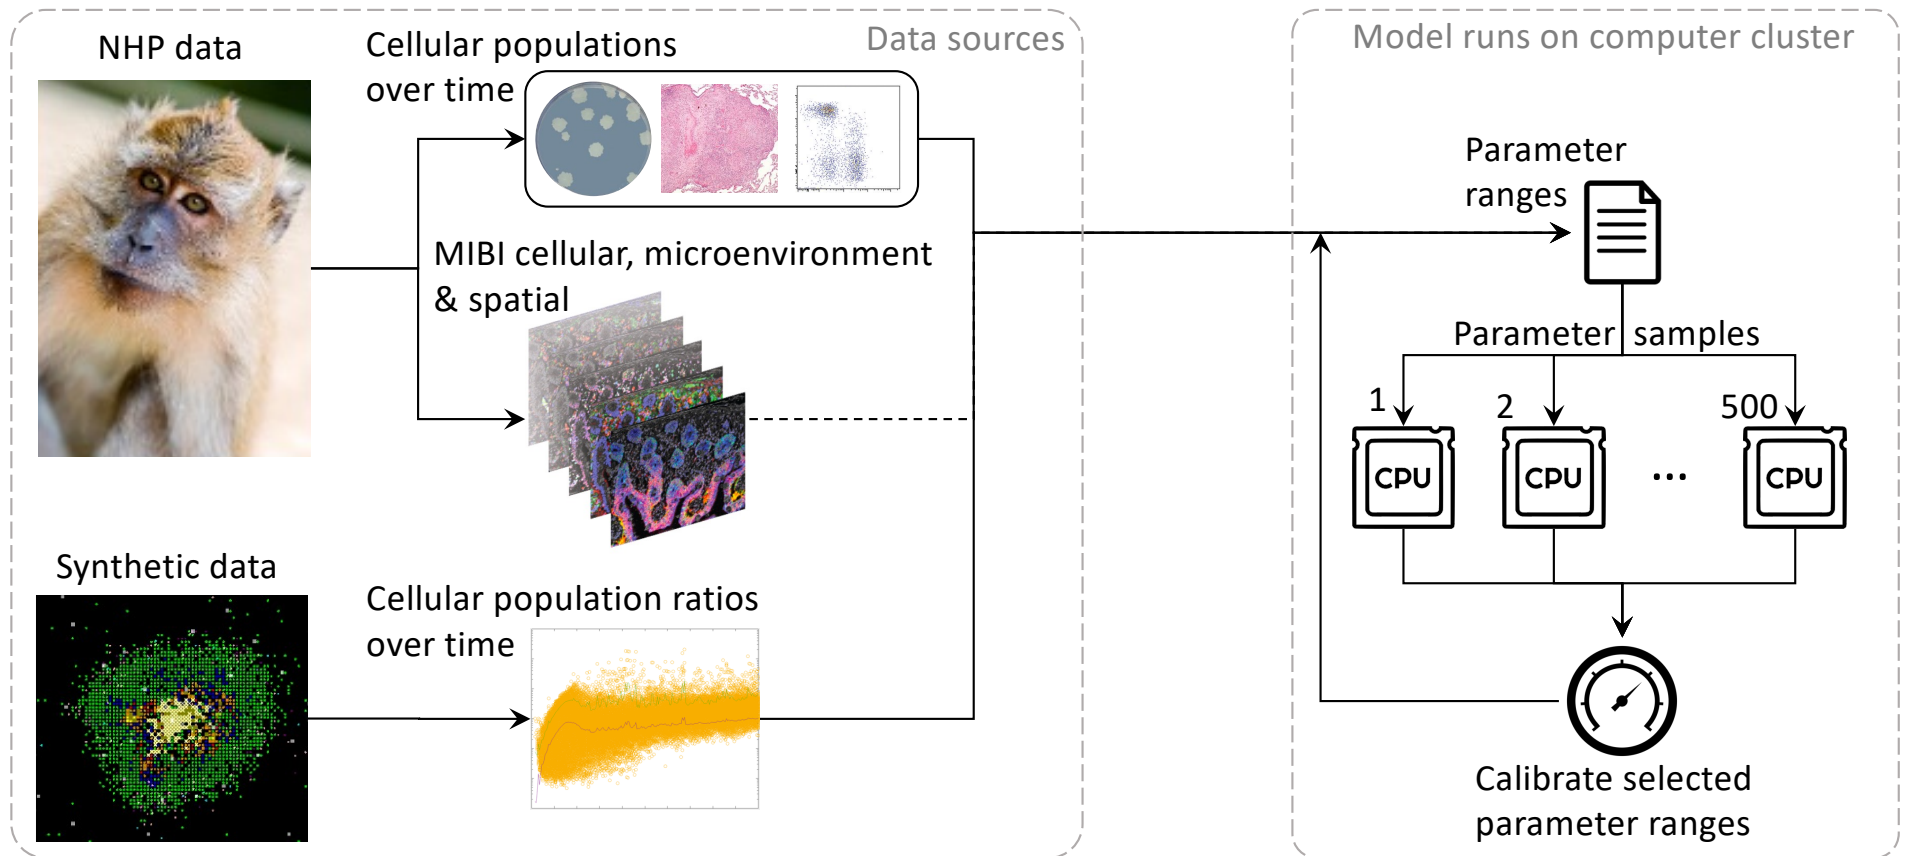 NHP data
Cellular populations
over time
Data sources
MIBI cellular, microenvironment
& spatial
Synthetic data
Cellular population ratios
over time
Model runs on computer cluster
Parameter
ranges
Parameter samples
1 2 ... 500
CPU CPU CPU
Calibrate selected
parameter ranges